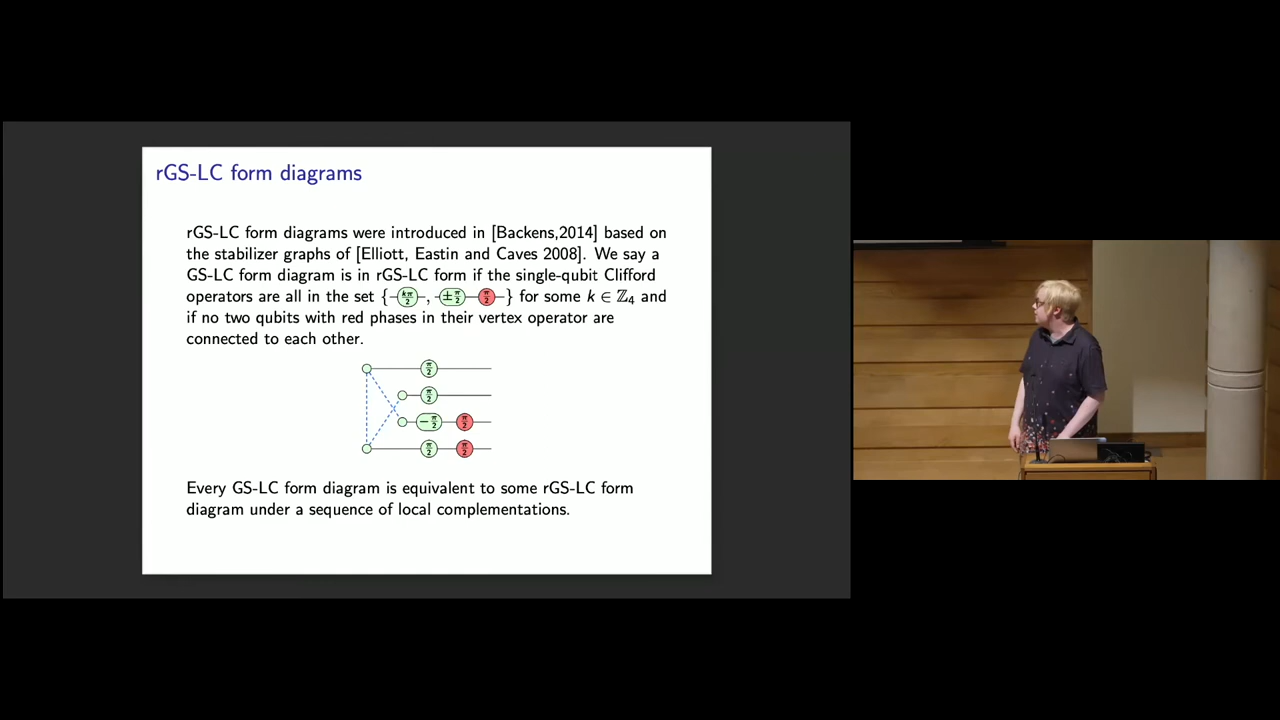 rGS-LC form diagrams
rGS-LC form diagrams were introduced in [Backens,2014] based on
the stabilizer graphs of [Elliott, Eastin and Caves 2008]. We say a
GS-LC form diagram is in rGS-LC form if the single-qubit Clifford
operators are all in the set {-(kπ/2)-, -(±π/2)-(π/2)-} for some k ∈ ℤ₄ and
if no two qubits with red phases in their vertex operator are
connected to each other.
π/2
π/2
−π/2 π/2
π/2 π/2
Every GS-LC form diagram is equivalent to some rGS-LC form
diagram under a sequence of local complementations.